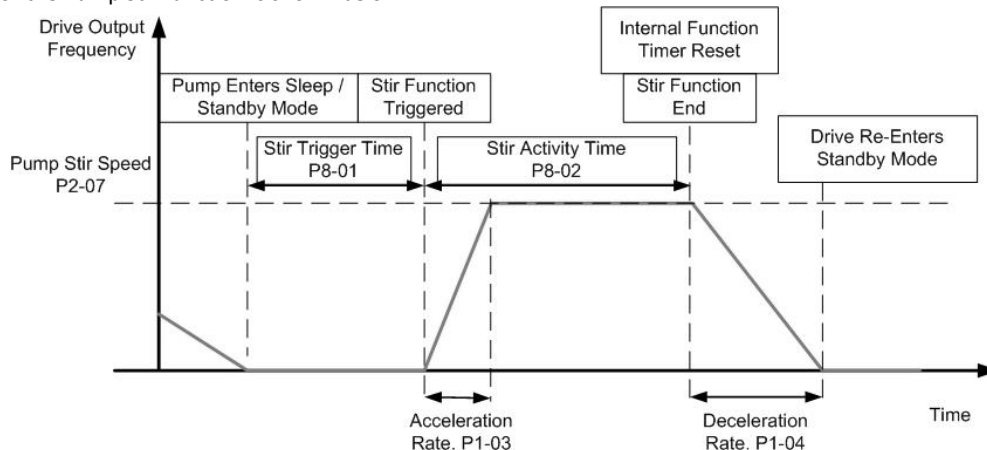 Drive Output
Frequency
Internal Function
Timer Reset
Pump Enters Sleep /
Standby Mode
Stir Function
Triggered
Stir Function
End
Drive Re-Enters
Standby Mode
Stir Trigger Time
P8-01
Stir Activity Time
P8-02
Pump Stir Speed
P2-07
Acceleration
Rate. P1-03
Deceleration
Rate. P1-04
Time